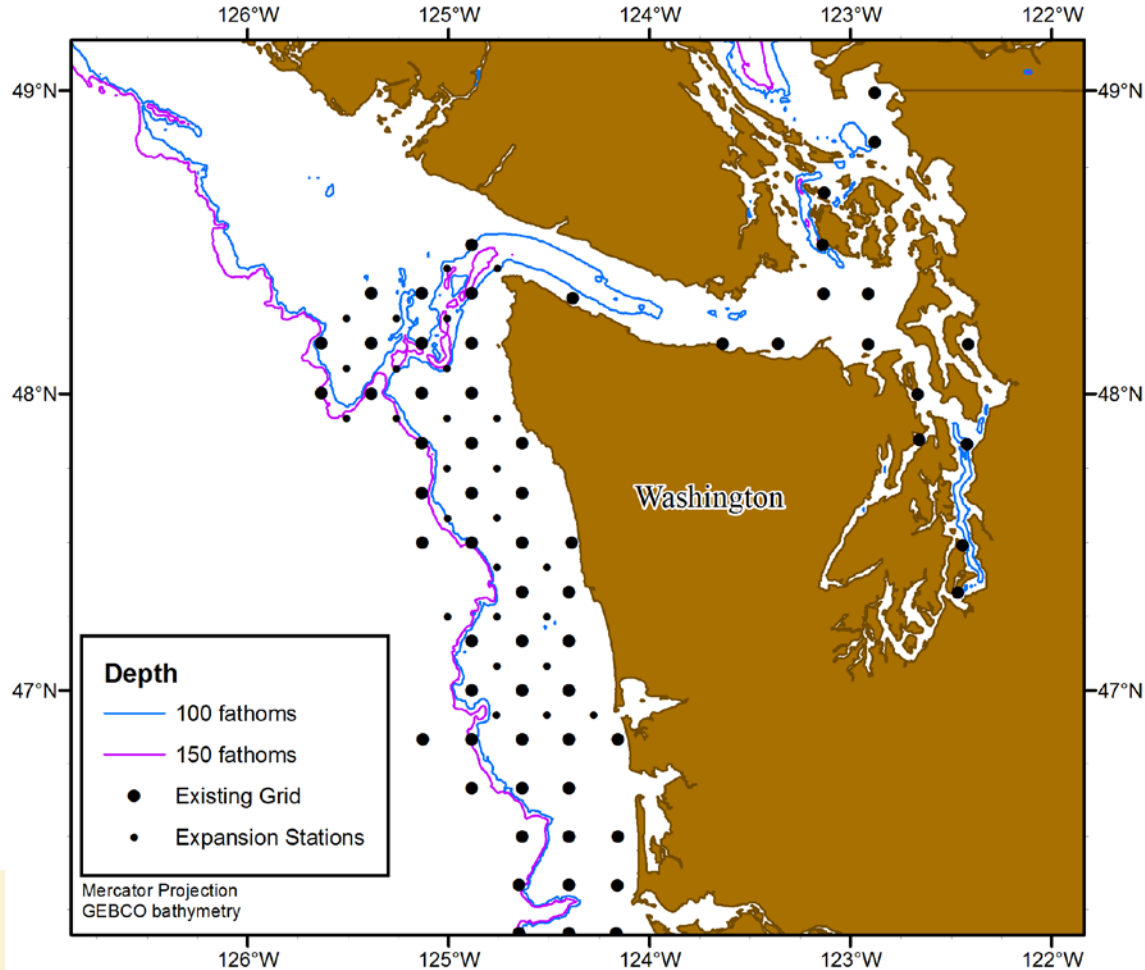 126°W 125°W 124°W 123°W 122°W
49°N 49°N
48°N 48°N
Washington
47°N 47°N
Depth
100 fathoms
150 fathoms
Existing Grid
Expansion Stations
Mercator Projection
GEBCO bathymetry
126°W 125°W 124°W 123°W 122°W